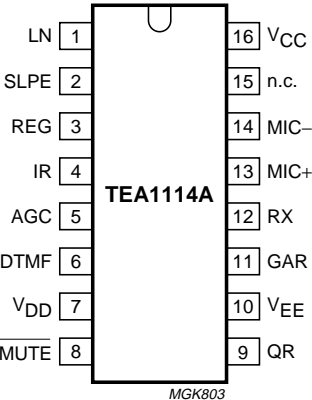 LN 1
SLPE 2
REG 3
IR 4
AGC 5
DTMF 6
VDD 7
MUTE 8
TEA1114A
16 VCC
15 n.c.
14 MIC−
13 MIC+
12 RX
11 GAR
10 VEE
9 QR
MGK803